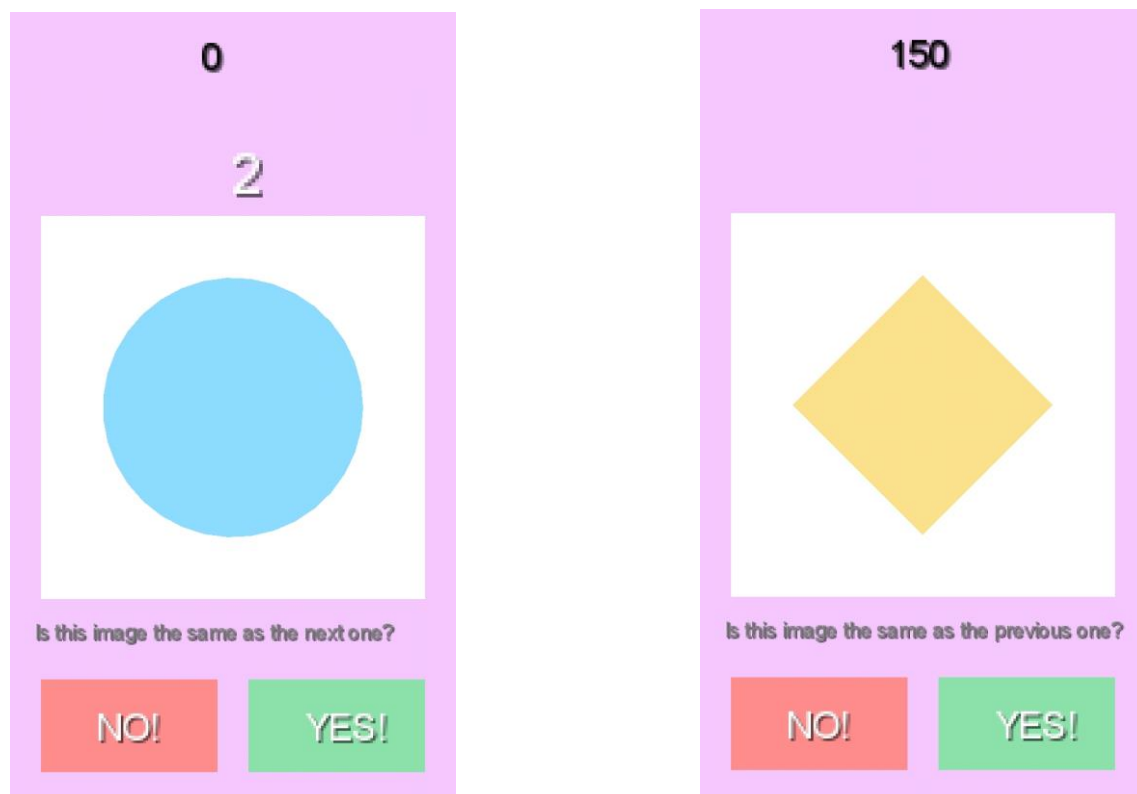 0
2
Is this image the same as the next one?
NO!
YES!
150
Is this image the same as the previous one?
NO!
YES!